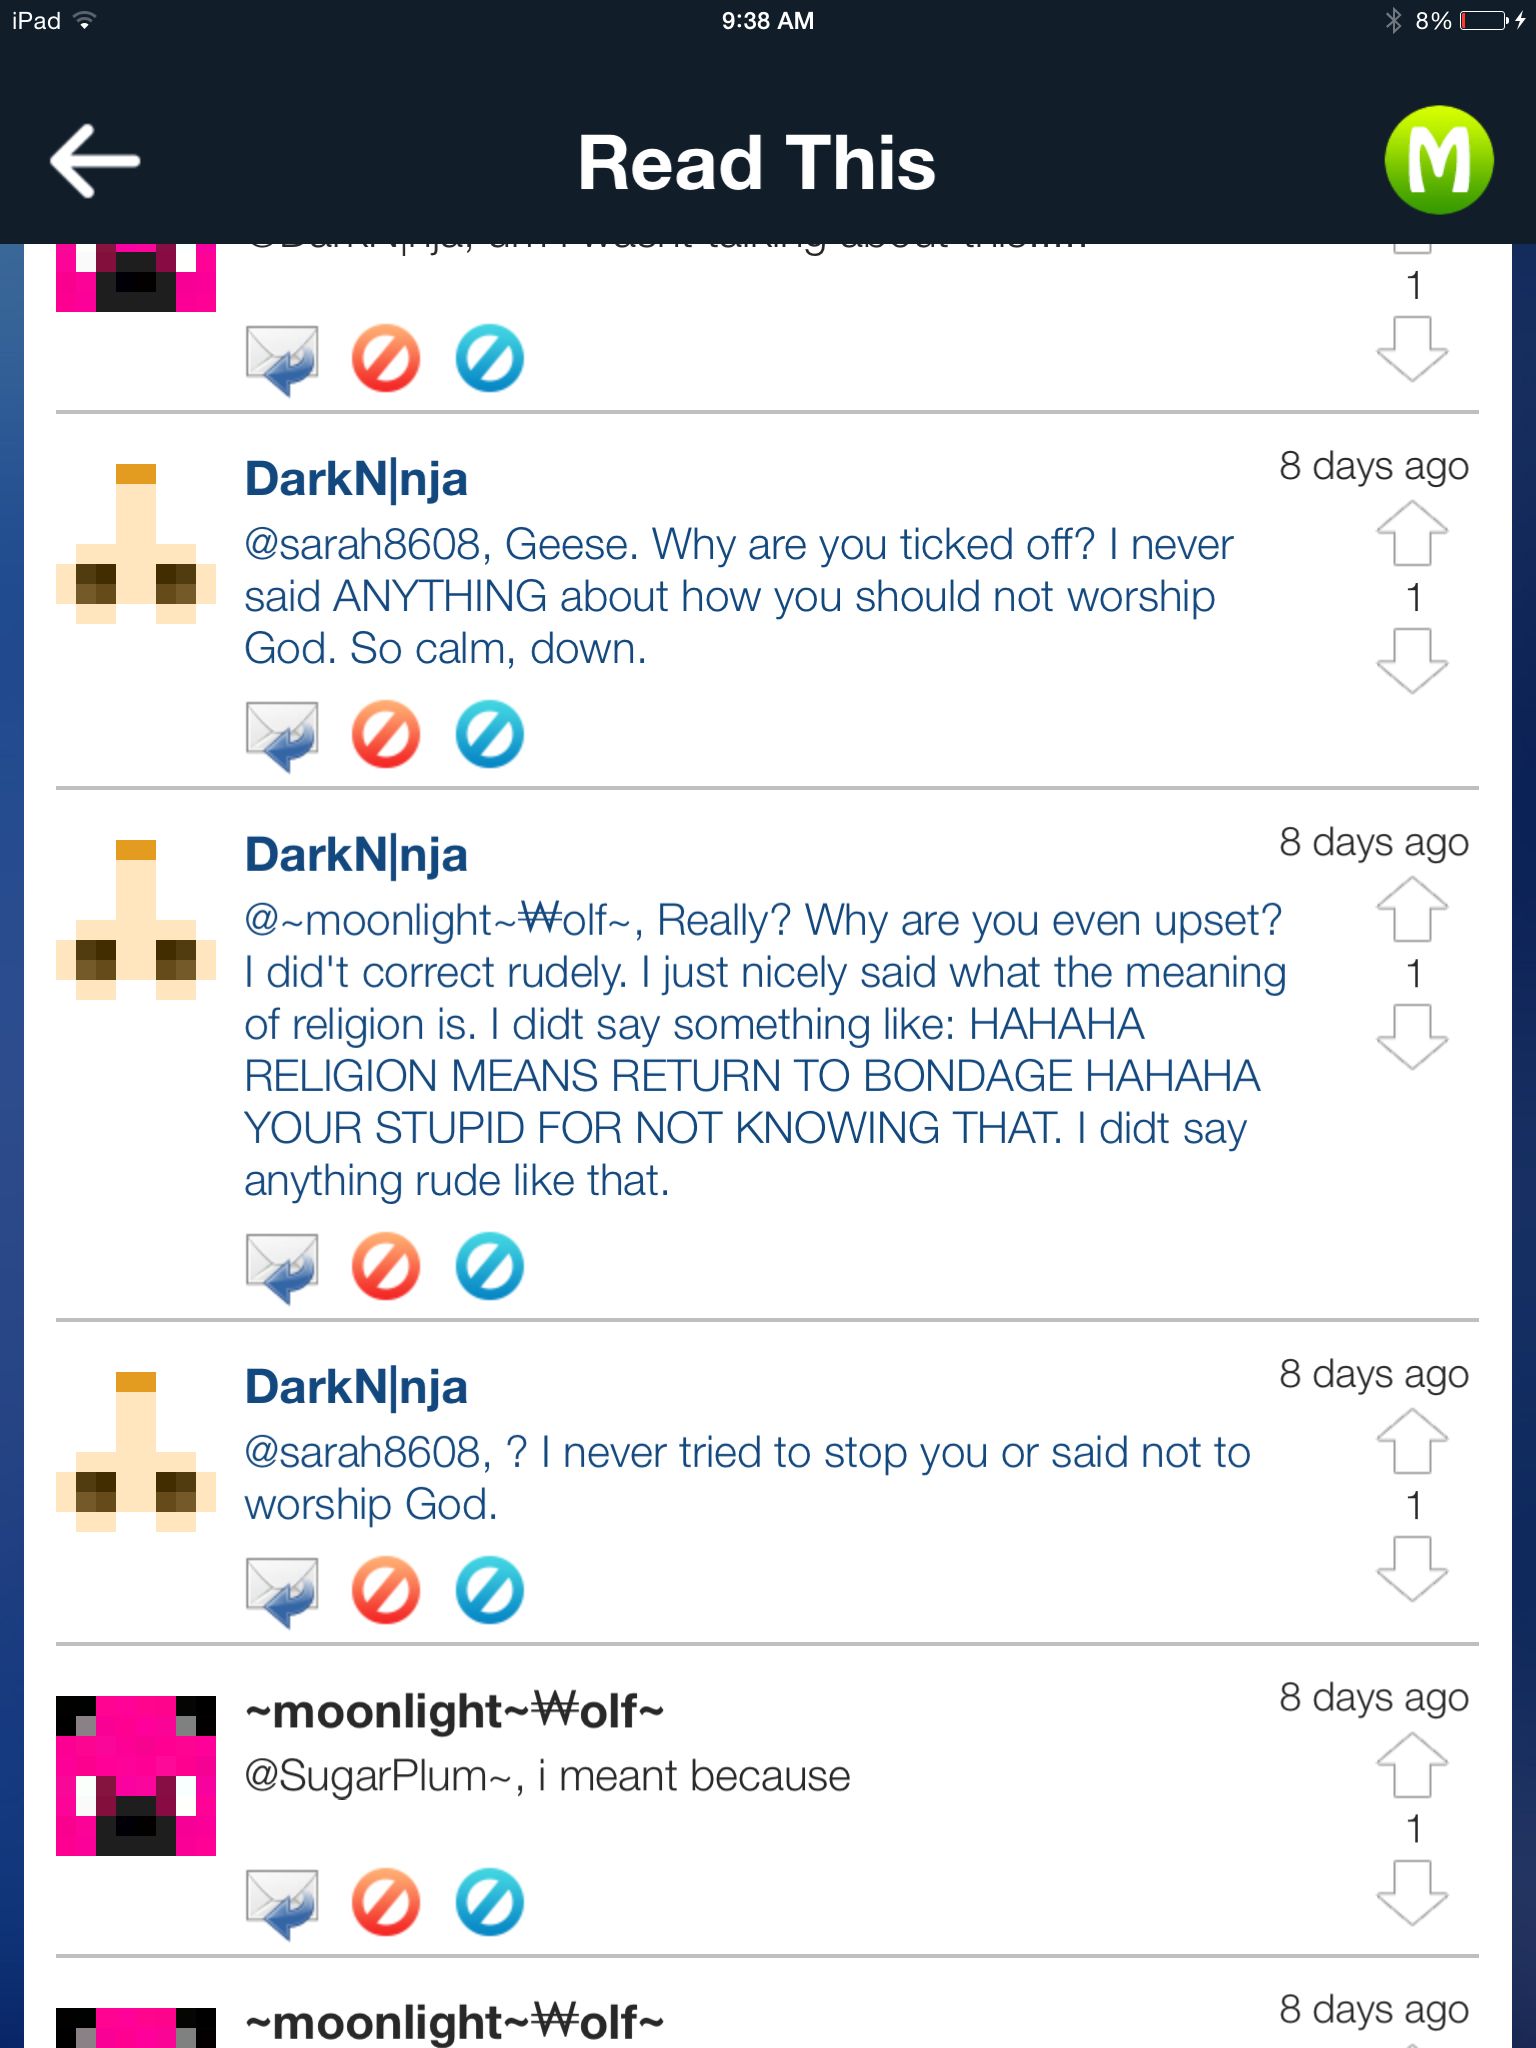 iPad
9:38 AM
8%
Read This
M
1
DarkN|nja
8 days ago
@sarah8608, Geese. Why are you ticked off? I never
said ANYTHING about how you should not worship
God. So calm, down.
1
DarkN|nja
8 days ago
@~moonlight~₩olf~, Really? Why are you even upset?
I did't correct rudely. I just nicely said what the meaning
of religion is. I didt say something like: HAHAHA
RELIGION MEANS RETURN TO BONDAGE HAHAHA
YOUR STUPID FOR NOT KNOWING THAT. I didt say
anything rude like that.
1
DarkN|nja
8 days ago
@sarah8608, ? I never tried to stop you or said not to
worship God.
1
~moonlight~₩olf~
8 days ago
@SugarPlum~, i meant because
1
~moonlight~₩olf~
8 days ago